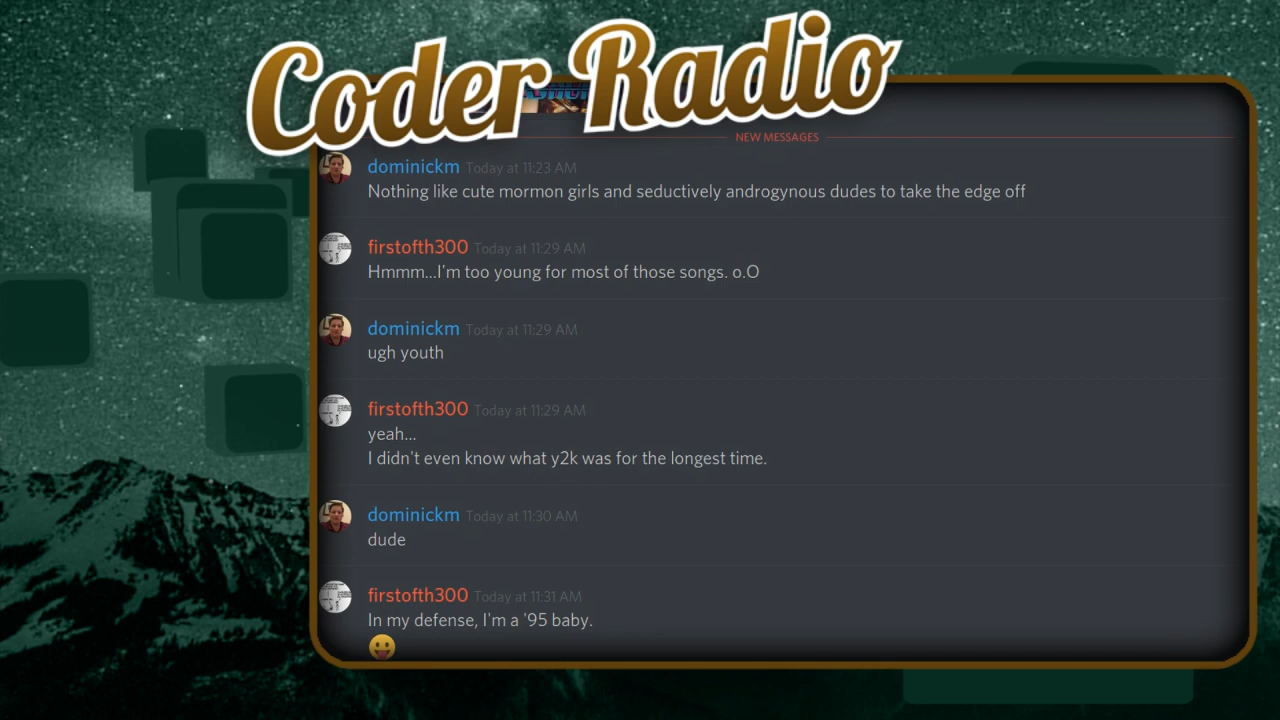 Coder Radio
NEW MESSAGES
dominickm Today at 11:23 AM
Nothing like cute mormon girls and seductively androgynous dudes to take the edge off
firstofth300 Today at 11:29 AM
Hmmm...I'm too young for most of those songs. o.O
dominickm Today at 11:29 AM
ugh youth
firstofth300 Today at 11:29 AM
yeah...
I didn't even know what y2k was for the longest time.
dominickm Today at 11:30 AM
dude
firstofth300 Today at 11:31 AM
In my defense, I'm a '95 baby.